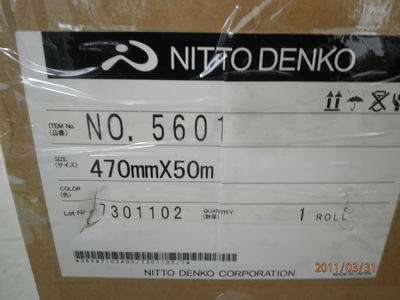 NITTO DENKO
ITEM No.
(品番)
NO. 5601
SIZE
(サイズ)
470mmX50m
COLOR
(色)
Lot No
7301102
QUANTITY
(数量)
1 ROLL
NITTO DENKO CORPORATION
2011/03/31